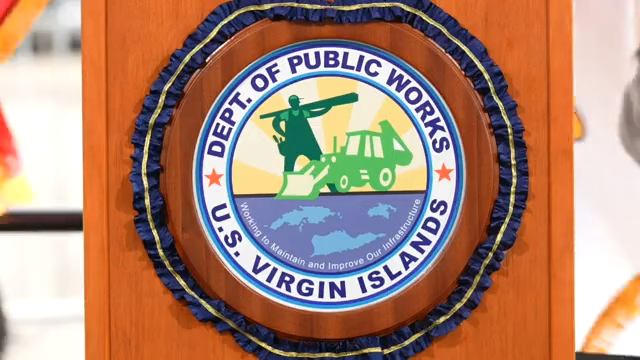 DEPT. OF PUBLIC WORKS
Working to Maintain and Improve Our Infrastructure
U.S. VIRGIN ISLANDS